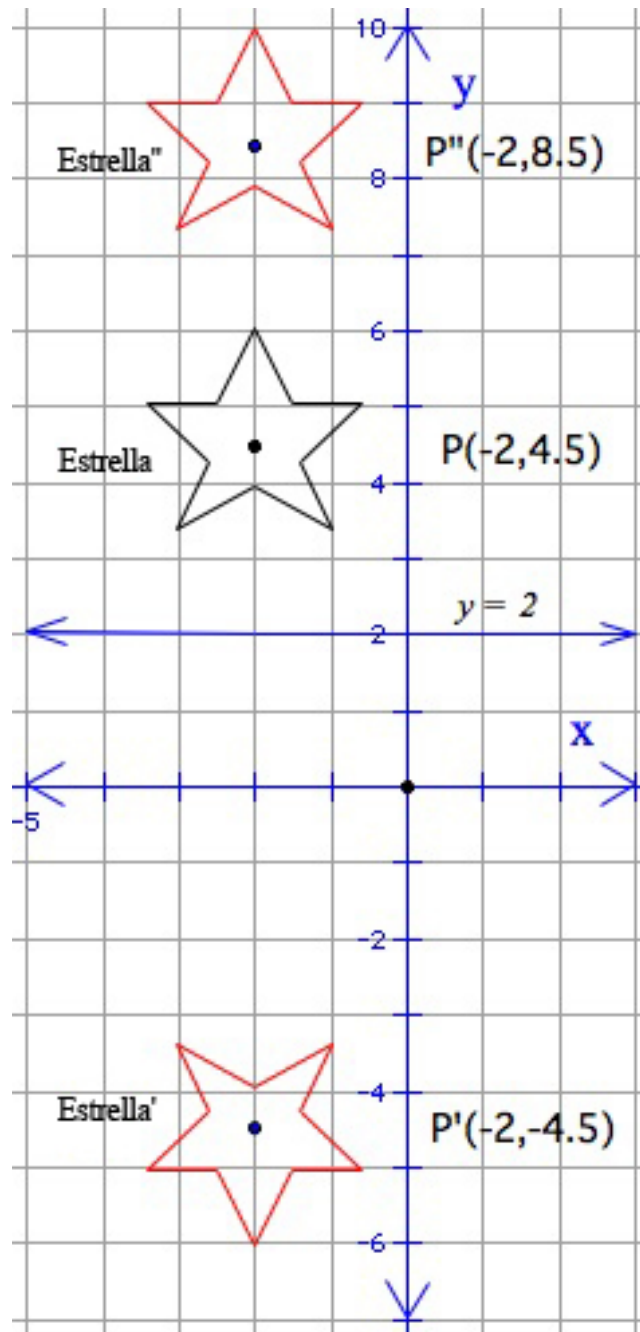 10
y
Estrella"
P"(-2,8.5)
8
6
Estrella
P(-2,4.5)
4
y = 2
2
x
-5
-2
-4
Estrella'
P'(-2,-4.5)
-6